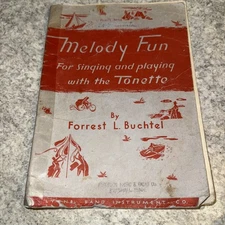 Melody Fun
For Singing and playing
with the Tonette
By
Forrest L. Buchtel
BAND INSTRUMENT CO.